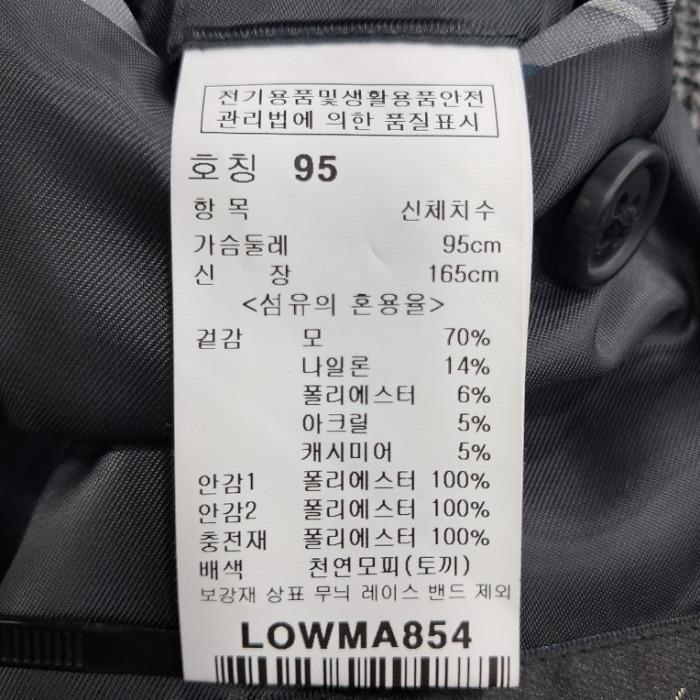 전기용품및생활용품안전
관리법에 의한 품질표시
호칭 95
항 목 신체치수
가슴둘레 95cm
신 장 165cm
<섬유의 혼용율>
겉감 모 70%
나일론 14%
폴리에스터 6%
아크릴 5%
캐시미어 5%
안감1 폴리에스터 100%
안감2 폴리에스터 100%
충전재 폴리에스터 100%
배색 천연모피(토끼)
보강재 상표 무늬 레이스 밴드 제외
LOWMA854